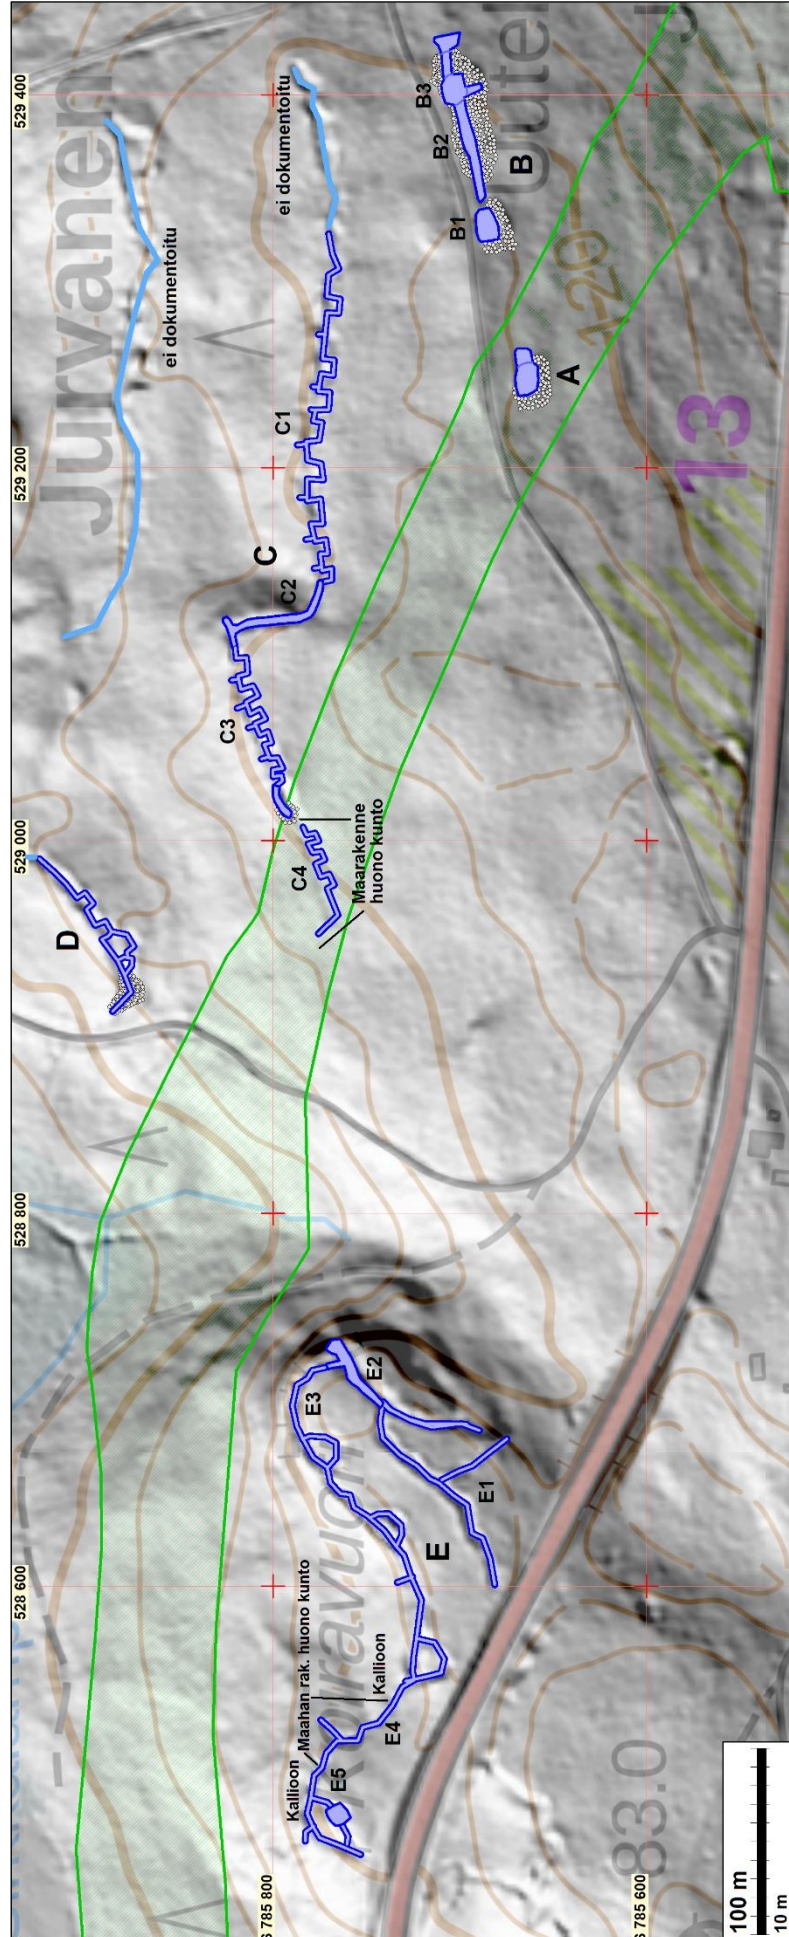 529 400
Jurvanen
ei dokumentoitu
ei dokumentoitu
B3
B2
B
B1
A
120
13
529 200
C1
C
C2
C3
C4
Maarakenne
huono kunto
529 000
D
528 800
E2
E3
E1
E
528 600
Maahan rak. huono kunto
Kallioon
E4
Kallioon
E5
83.0
785 800
785 600
100 m
10 m